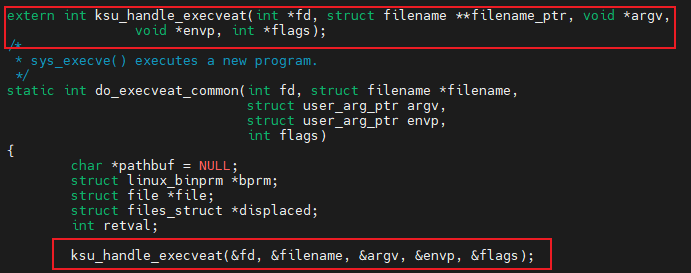 extern int ksu_handle_execveat(int *fd, struct filename **filename_ptr, void *argv,
                void *envp, int *flags);
/*
 * sys_execve() executes a new program.
 */
static int do_execveat_common(int fd, struct filename *filename,
                              struct user_arg_ptr argv,
                              struct user_arg_ptr envp,
                              int flags)
{
        char *pathbuf = NULL;
        struct linux_binprm *bprm;
        struct file *file;
        struct files_struct *displaced;
        int retval;
        ksu_handle_execveat(&fd, &filename, &argv, &envp, &flags);